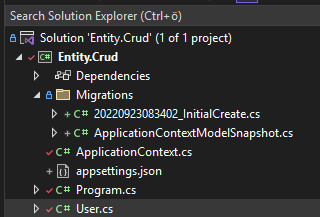 Search Solution Explorer (Ctrl+ö)
Solution 'Entity.Crud' (1 of 1 project)
C# Entity.Crud
Dependencies
Migrations
C# 20220923083402_InitialCreate.cs
C# ApplicationContextModelSnapshot.cs
C# ApplicationContext.cs
appsettings.json
C# Program.cs
C# User.cs